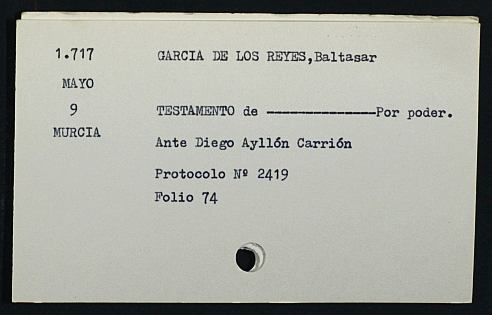 1.717 GARCIA DE LOS REYES,Baltasar
MAYO
9 TESTAMENTO de ---------------Por poder.
MURCIA
Ante Diego Ayllón Carrión
Protocolo Nº 2419
Folio 74